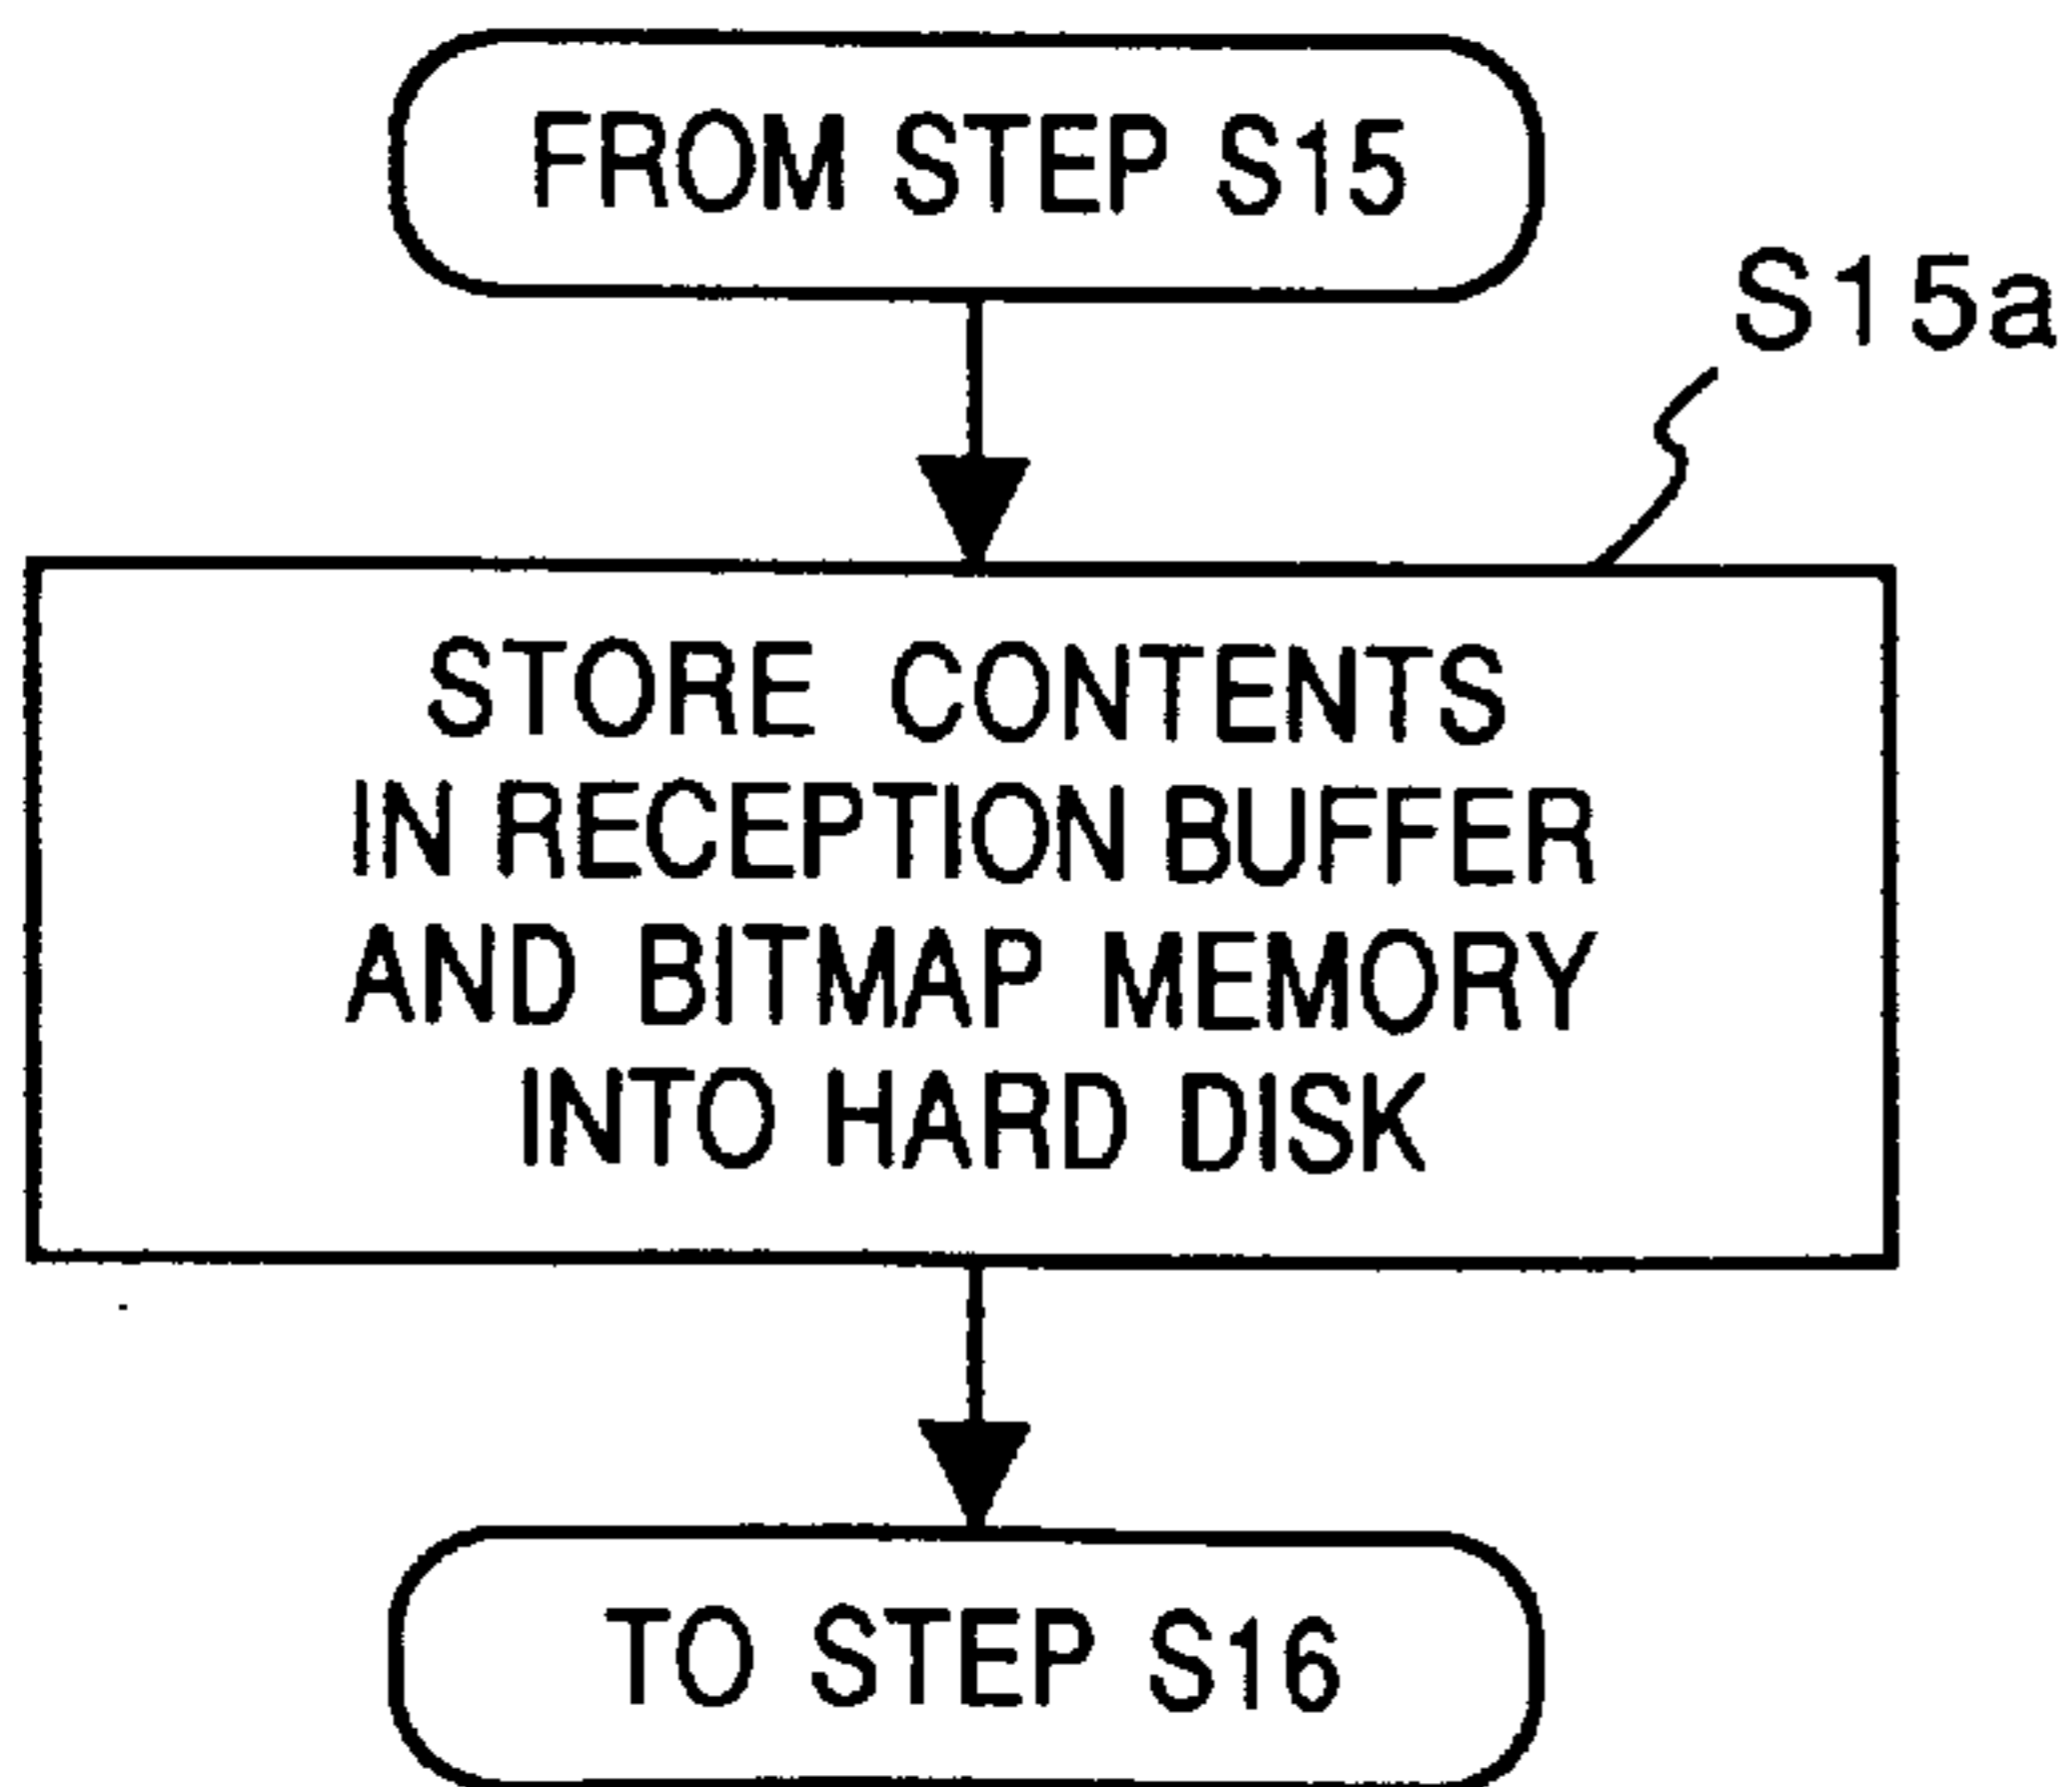 FROM STEP S15
S15a
STORE CONTENTS
IN RECEPTION BUFFER
AND BITMAP MEMORY
INTO HARD DISK
TO STEP S16